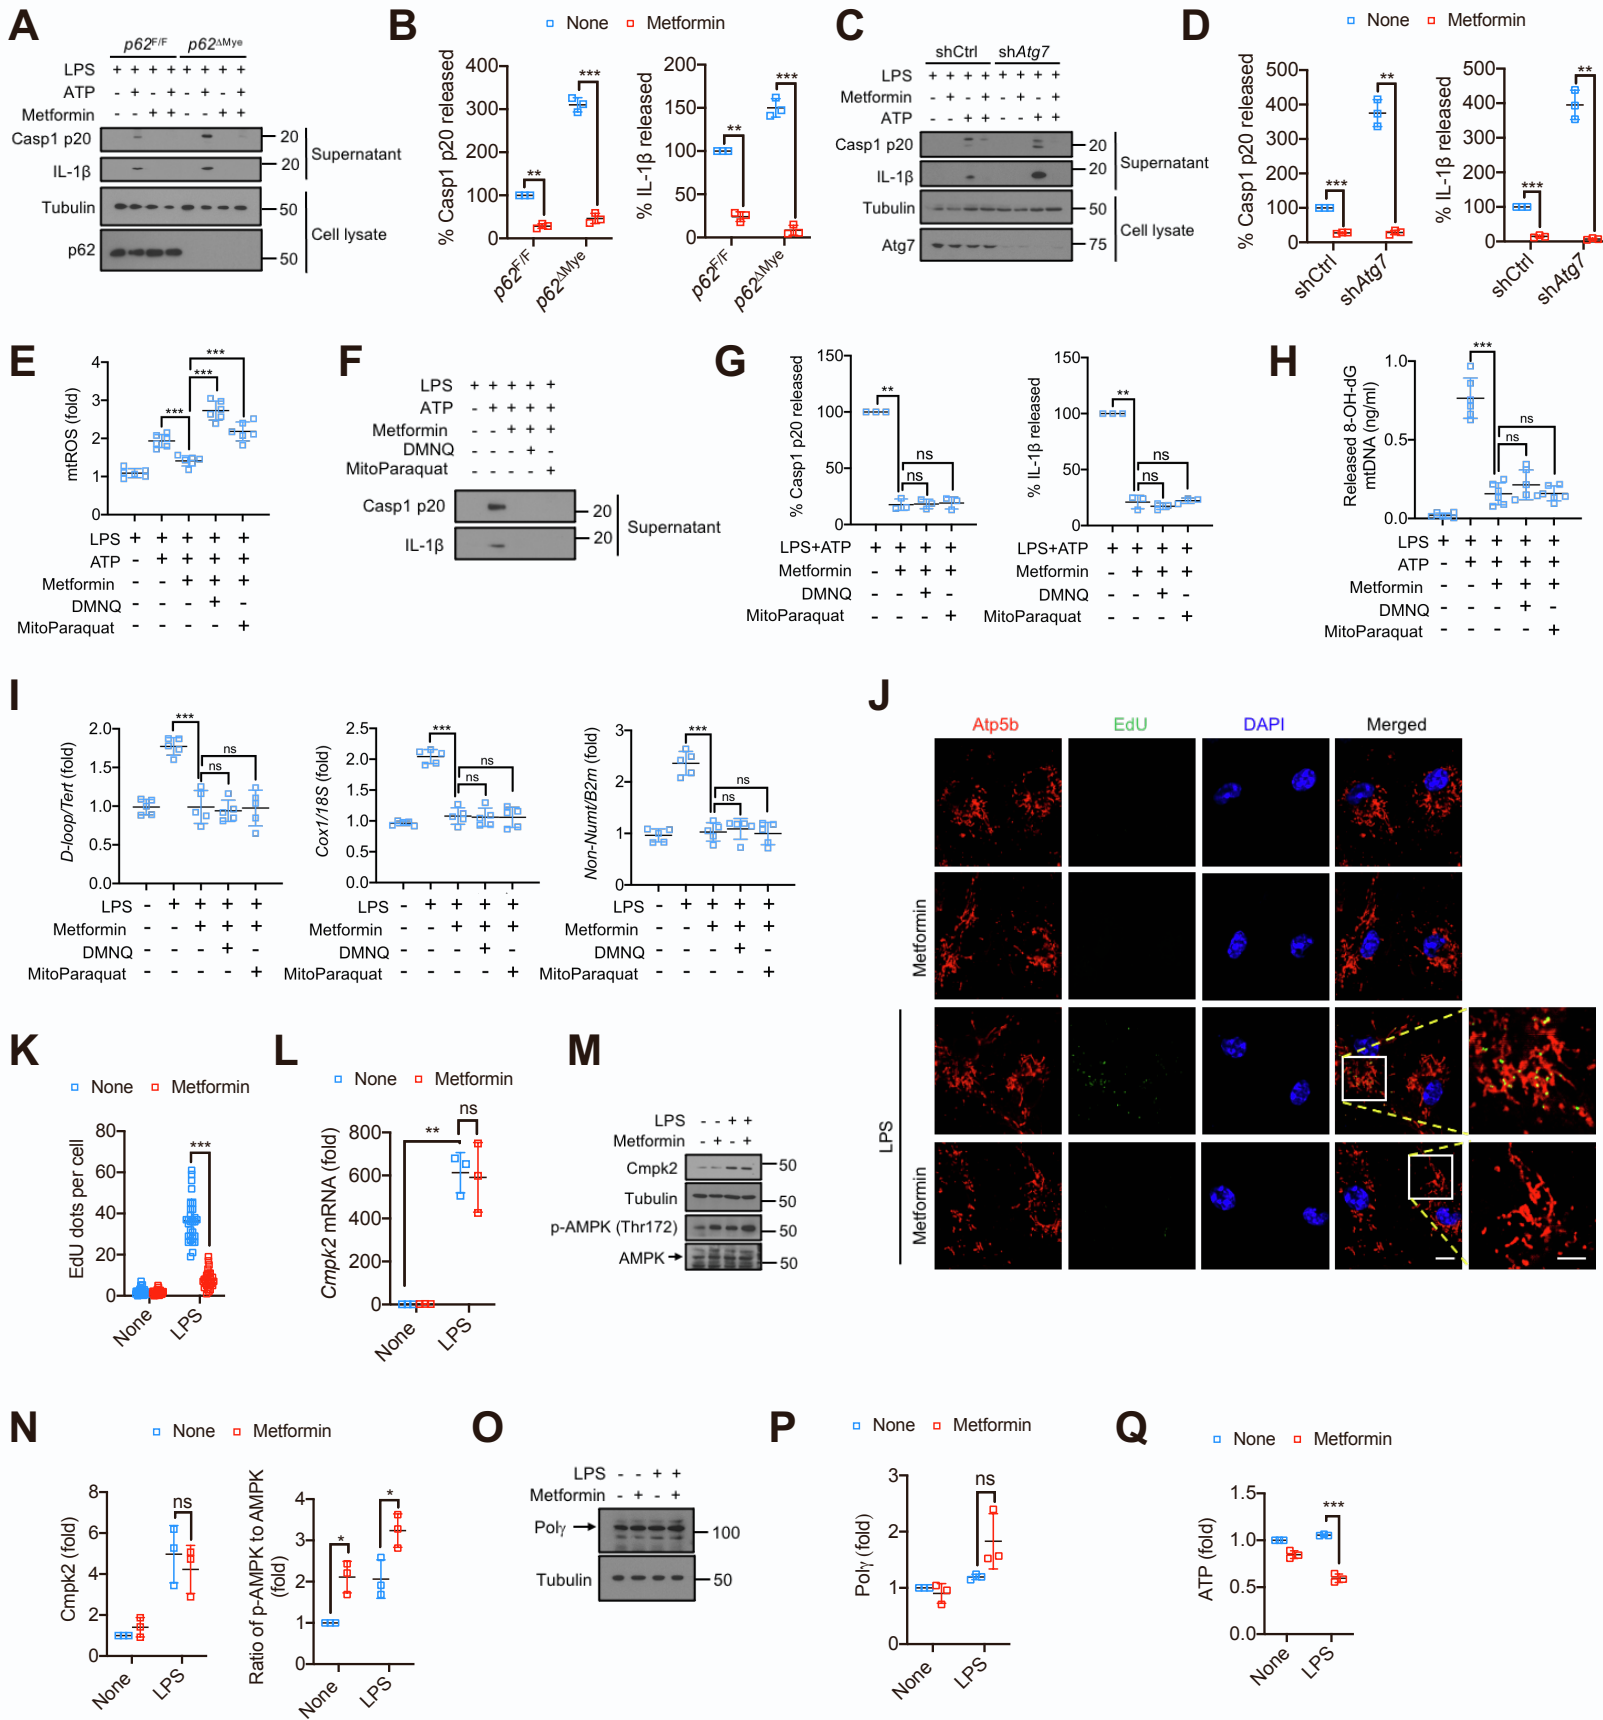 A
p62F/F p62ΔMye
LPS + + + + + + + +
ATP - + - + - + - +
Metformin - - + + - - + +
Casp1 p20
20
IL-1β
20
Supernatant
Tubulin
50
p62
50
Cell lysate
B
None Metformin
% Casp1 p20 released
400
300
200
100
0
**
***
p62F/F
p62ΔMye
% IL-1β released
200
150
100
50
0
**
***
p62F/F
p62ΔMye
C
shCtrl shAtg7
LPS + + + + + + + +
Metformin - + - + - + - +
ATP - - + + - - + +
Casp1 p20
20
IL-1β
20
Supernatant
Tubulin
50
Atg7
75
Cell lysate
D
None Metformin
% Casp1 p20 released
500
400
300
200
100
0
***
**
shCtrl
shAtg7
% IL-1β released
500
400
300
200
100
0
***
**
shCtrl
shAtg7
E
mtROS (fold)
4
3
2
1
0
***
***
***
LPS + + + + +
ATP - + + + +
Metformin - - + + +
DMNQ - - - + -
MitoParaquat - - - - +
F
LPS + + + + +
ATP - + + + +
Metformin - - + + +
DMNQ - - - + -
MitoParaquat - - - - +
Casp1 p20
20
IL-1β
20
Supernatant
G
% Casp1 p20 released
150
100
50
0
**
ns
ns
LPS+ATP + + + +
Metformin - + + +
DMNQ - - + -
MitoParaquat - - - +
% IL-1β released
150
100
50
0
**
ns
ns
LPS+ATP + + + +
Metformin - + + +
DMNQ - - + -
MitoParaquat - - - +
H
Released 8-OH-dG
mtDNA (ng/ml)
1.0
0.5
0.0
***
ns
ns
LPS + + + + +
ATP - + + + +
Metformin - - + + +
DMNQ - - - + -
MitoParaquat - - - - +
I
D-loop/Tert (fold)
2.0
1.5
1.0
0.5
0.0
***
ns
ns
LPS - + + + +
Metformin - - + + +
DMNQ - - - + -
MitoParaquat - - - - +
Cox1/18S (fold)
2.5
2.0
1.5
1.0
0.5
0.0
***
ns
ns
LPS - + + + +
Metformin - - + + +
DMNQ - - - + -
MitoParaquat - - - - +
Non-Numt/B2m (fold)
3
2
1
0
***
ns
ns
LPS - + + + +
Metformin - - + + +
DMNQ - - - + -
MitoParaquat - - - - +
J
Atp5b EdU DAPI Merged
Metformin
LPS
Metformin
K
None Metformin
EdU dots per cell
80
60
40
20
0
***
None
LPS
L
None Metformin
Cmpk2 mRNA (fold)
800
600
400
200
0
**
ns
None
LPS
M
LPS - - + +
Metformin - + - +
Cmpk2
50
Tubulin
50
p-AMPK (Thr172)
50
AMPK
50
N
None Metformin
Cmpk2 (fold)
8
6
4
2
0
ns
None
LPS
Ratio of p-AMPK to AMPK
(fold)
4
3
2
1
0
*
*
None
LPS
O
LPS - - + +
Metformin - + - +
Polγ
100
Tubulin
50
P
None Metformin
Polγ (fold)
3
2
1
0
ns
None
LPS
Q
None Metformin
ATP (fold)
1.5
1.0
0.5
0.0
***
None
LPS